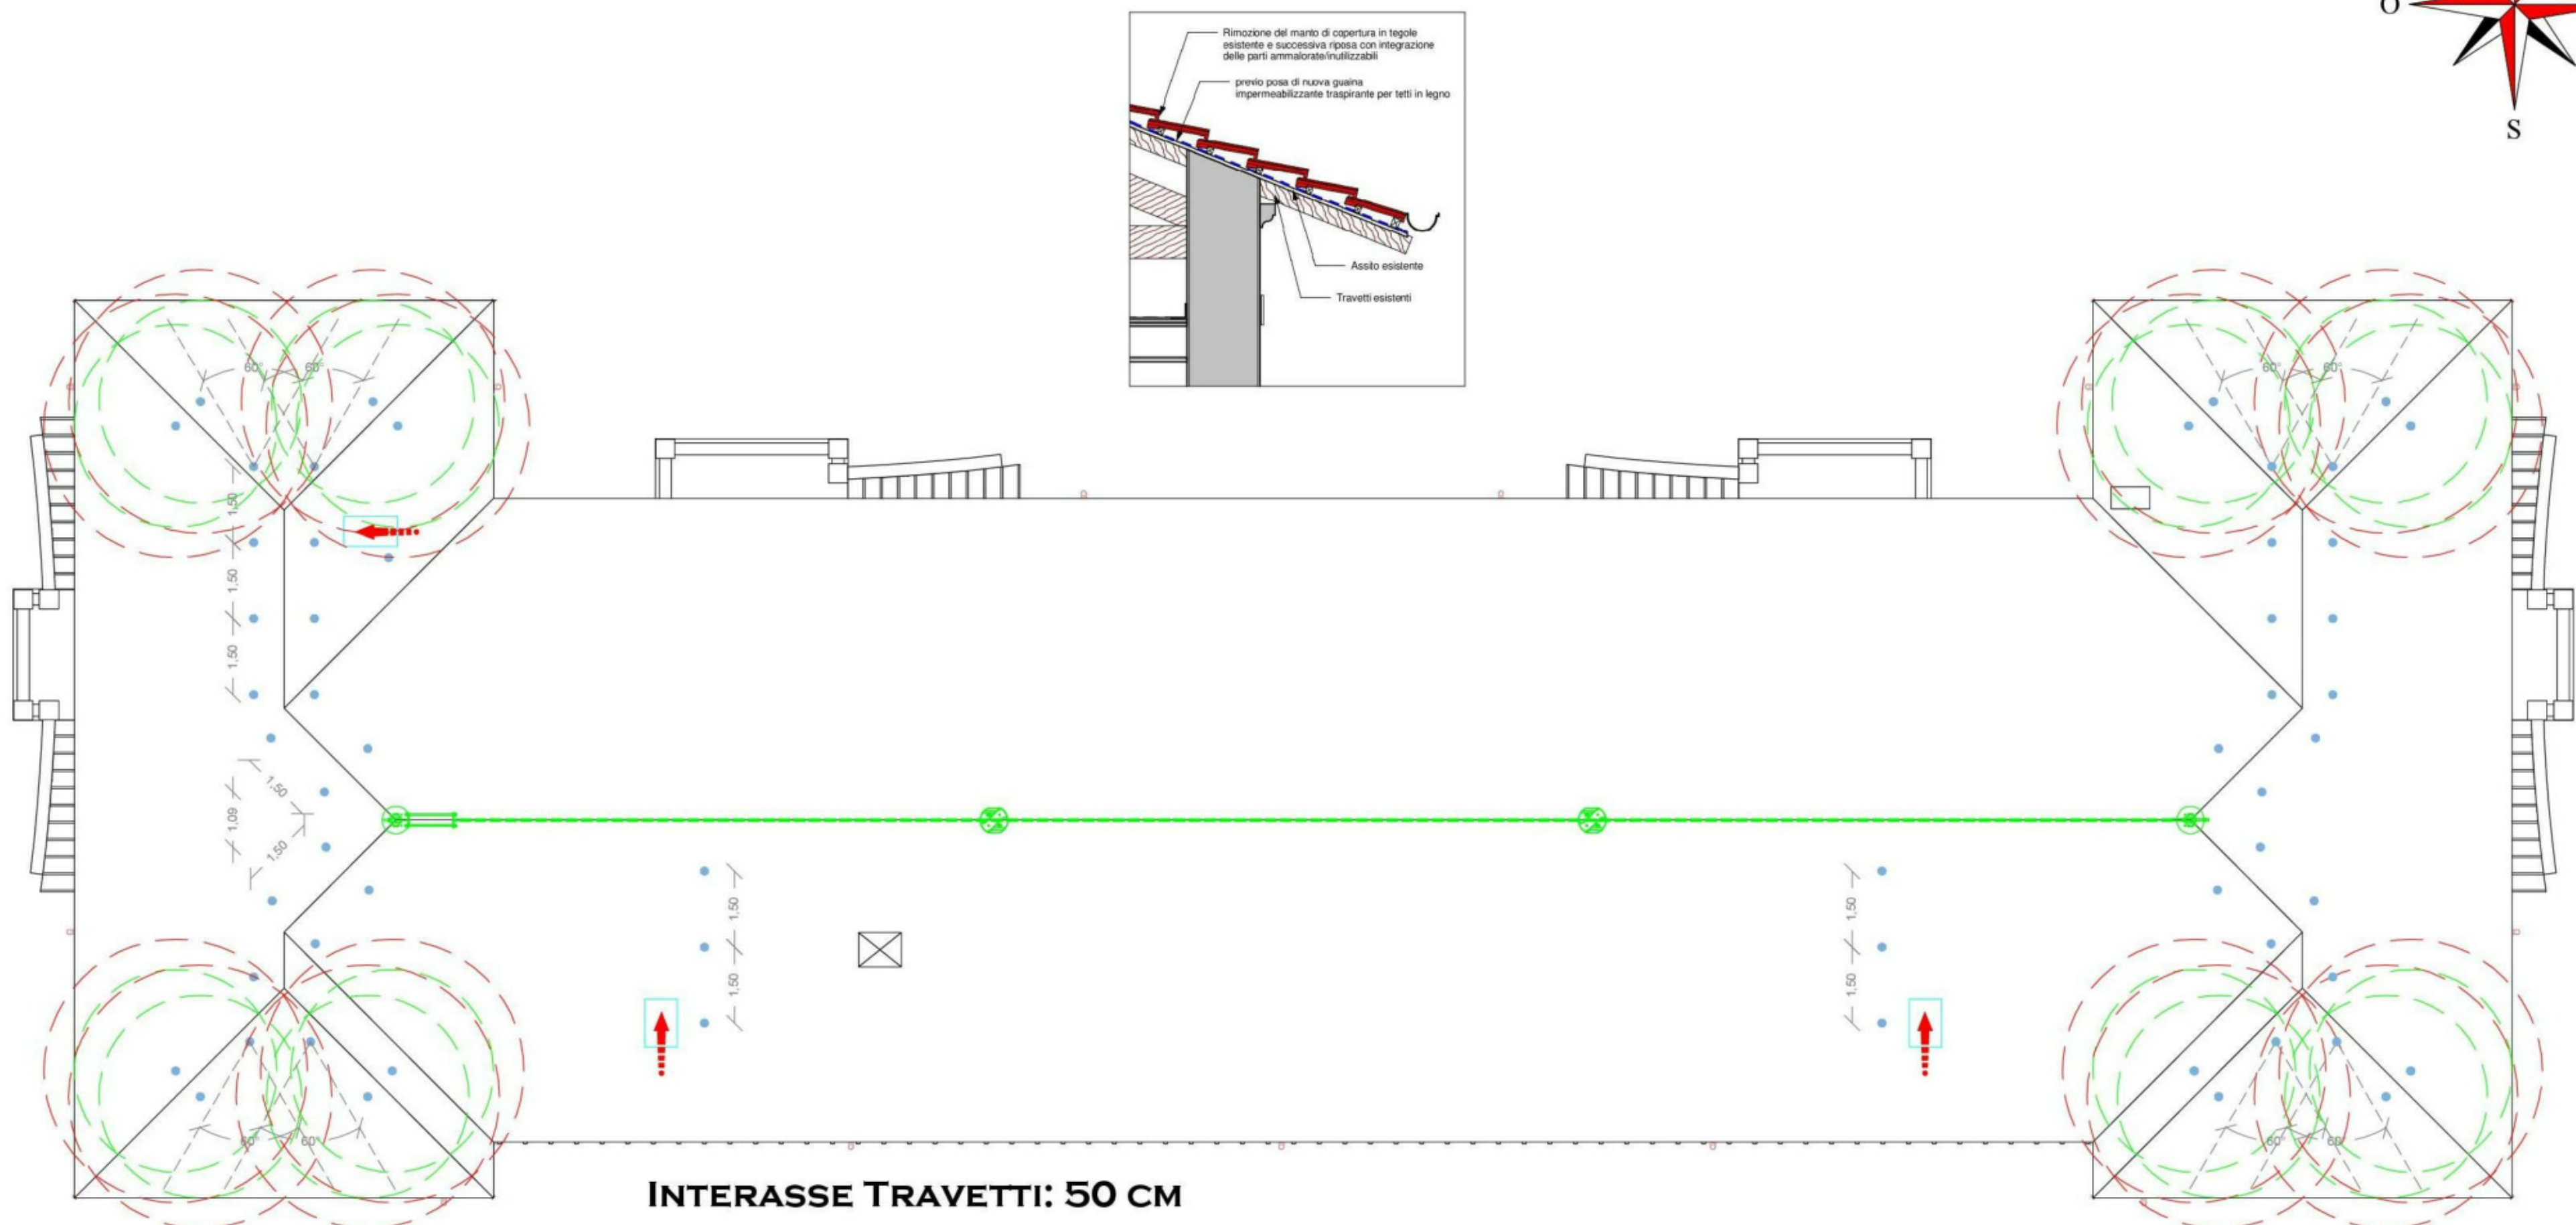 O
S
Rimozione del manto di copertura in tegole
esistente e successiva riposa con integrazione
delle parti ammalorate/inutilizzabili
previo posa di nuova guaina
impermeabilizzante traspirante per tetti in legno
Assito esistente
Travetti esistenti
60° 60°
60° 60°
1,50
1,50
1,50
1,50
1,09
1,50
1,50
1,50
1,50
1,50
60° 60°
60° 60°
INTERASSE TRAVETTI: 50 CM